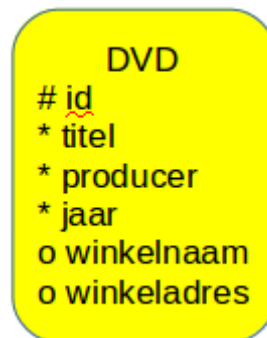 DVD
# id
* titel
* producer
* jaar
o winkelnaam
o winkeladres